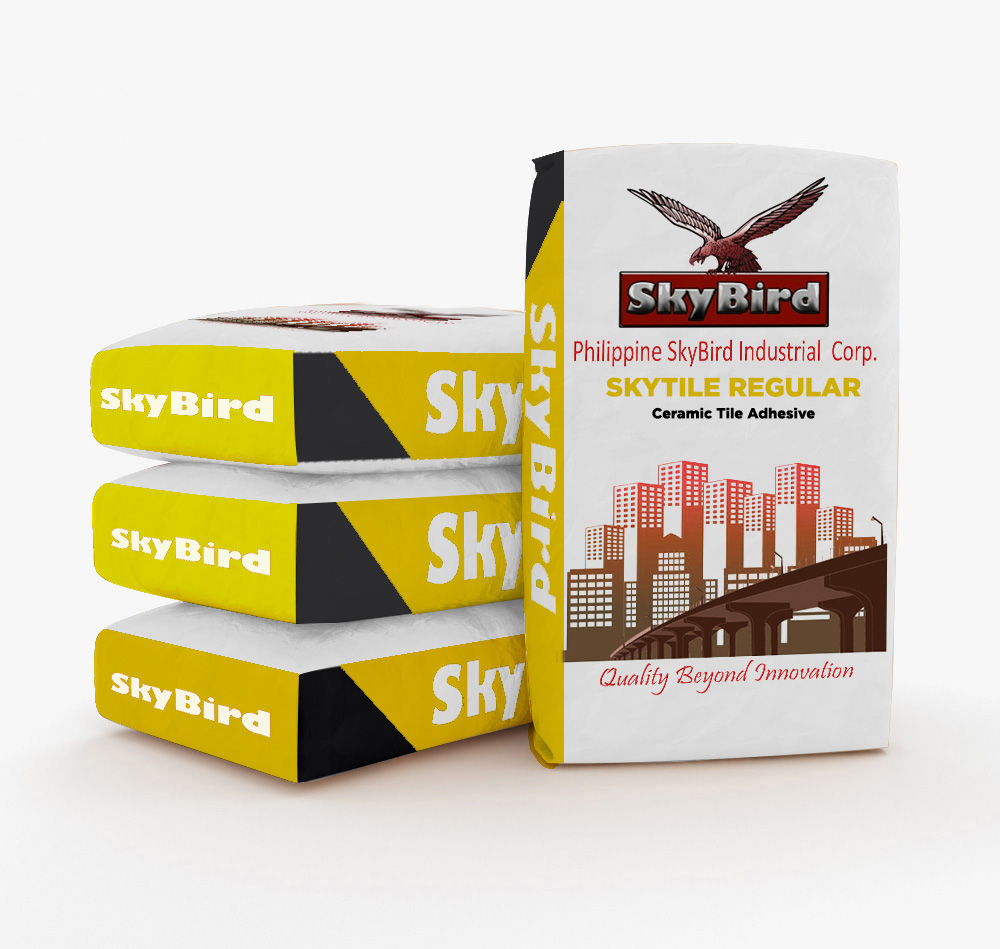 SkyBird
Philippine SkyBird Industrial Corp.
SKYTILE REGULAR
Ceramic Tile Adhesive
Quality Beyond Innovation
SkyBird
SkyBird
Sky
SkyBird
Sky
SkyBird
Sky